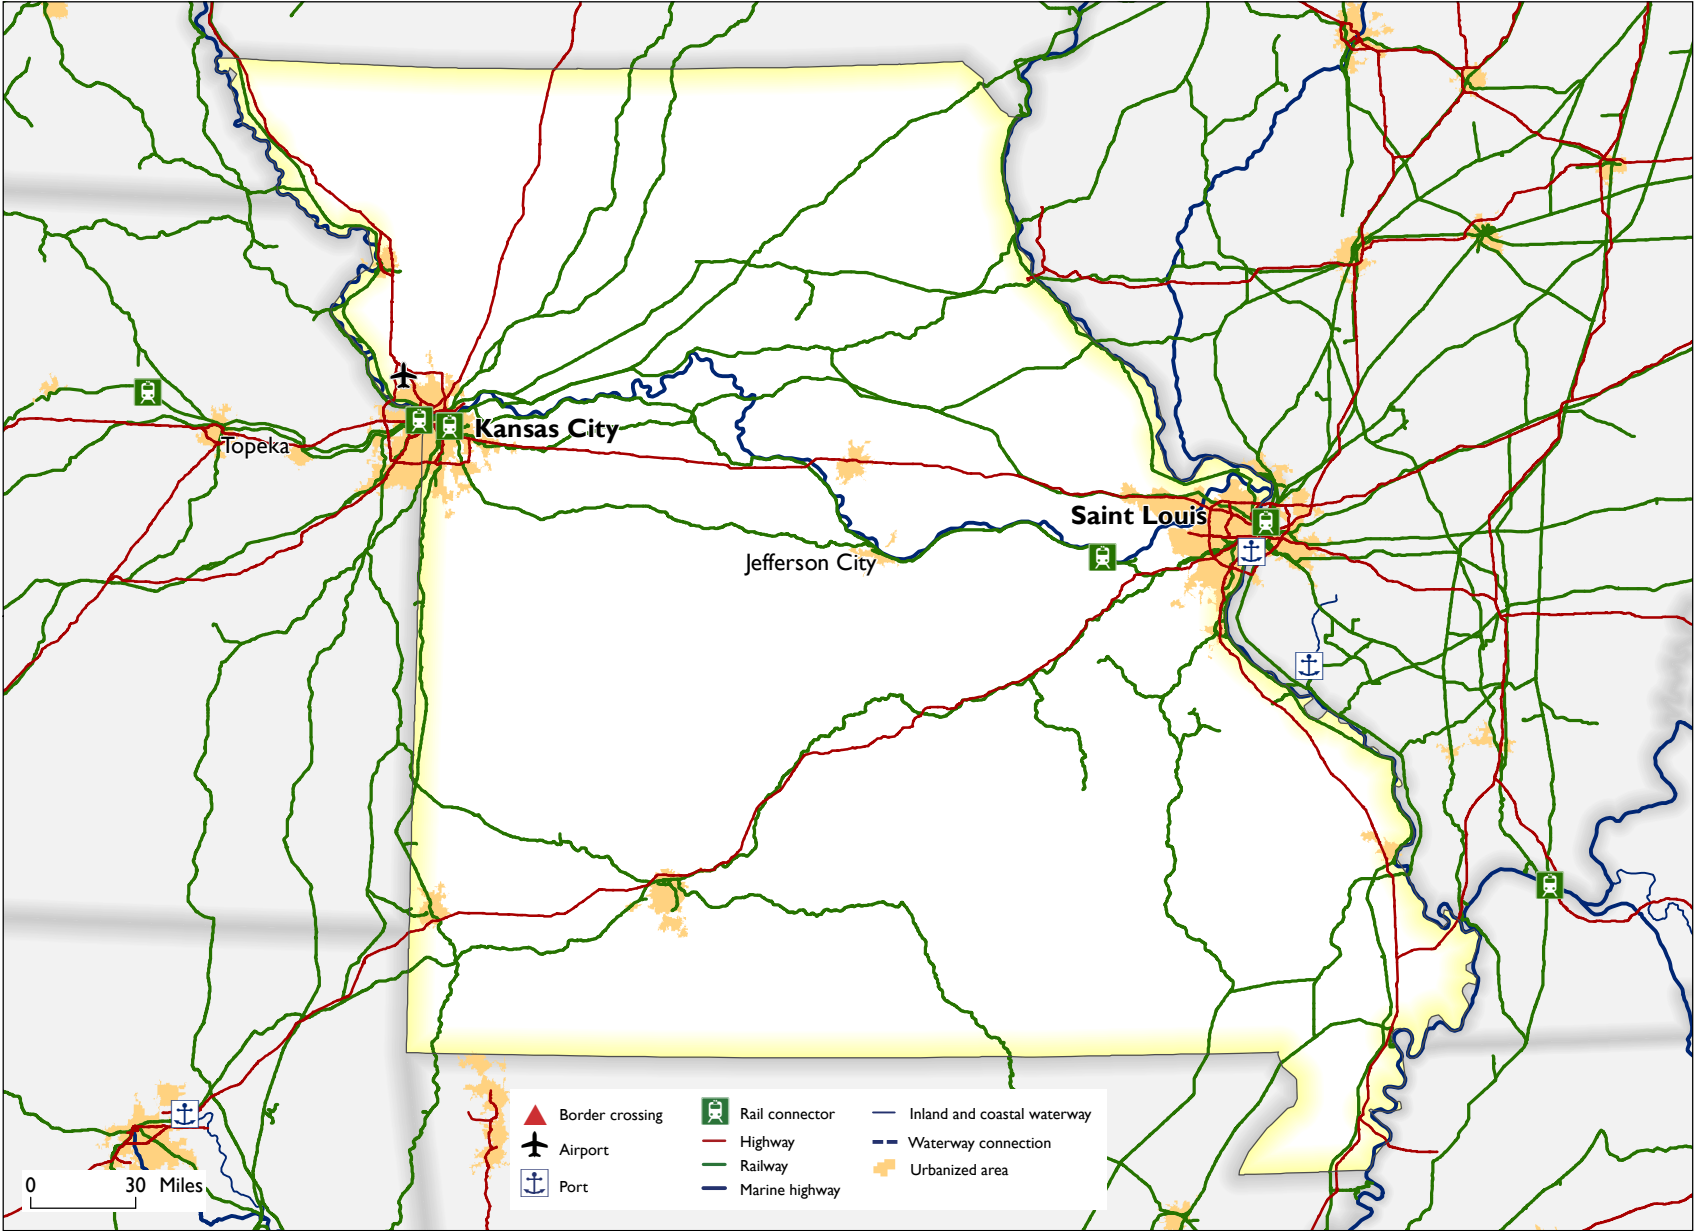 Kansas City
Topeka
Saint Louis
Jefferson City
Border crossing
Airport
Port
Rail connector
Highway
Railway
Marine highway
Inland and coastal waterway
Waterway connection
Urbanized area
0 30 Miles